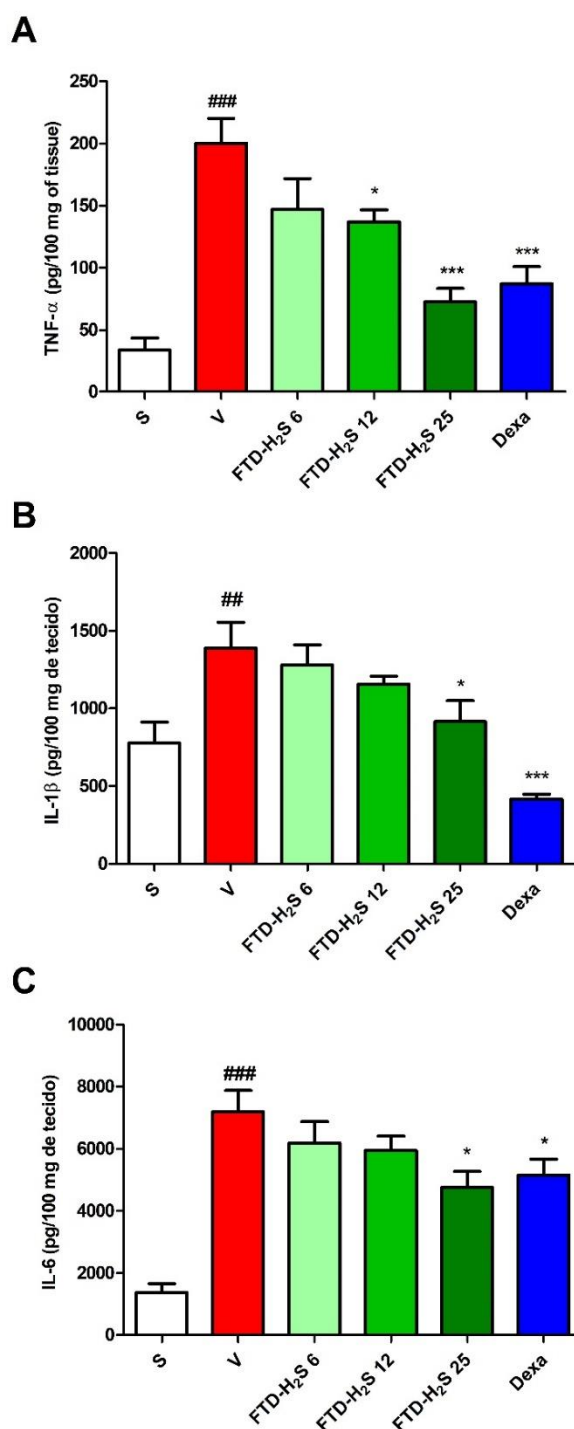 A
TNF-α (pg/100 mg of tissue)
250
200
150
100
50
0
###
*
***
***
S
V
FTD-H₂S 6
FTD-H₂S 12
FTD-H₂S 25
Dexa
B
IL-1β (pg/100 mg de tecido)
2000
1500
1000
500
0
##
*
***
S
V
FTD-H₂S 6
FTD-H₂S 12
FTD-H₂S 25
Dexa
C
IL-6 (pg/100 mg de tecido)
10000
8000
6000
4000
2000
0
###
*
*
S
V
FTD-H₂S 6
FTD-H₂S 12
FTD-H₂S 25
Dexa